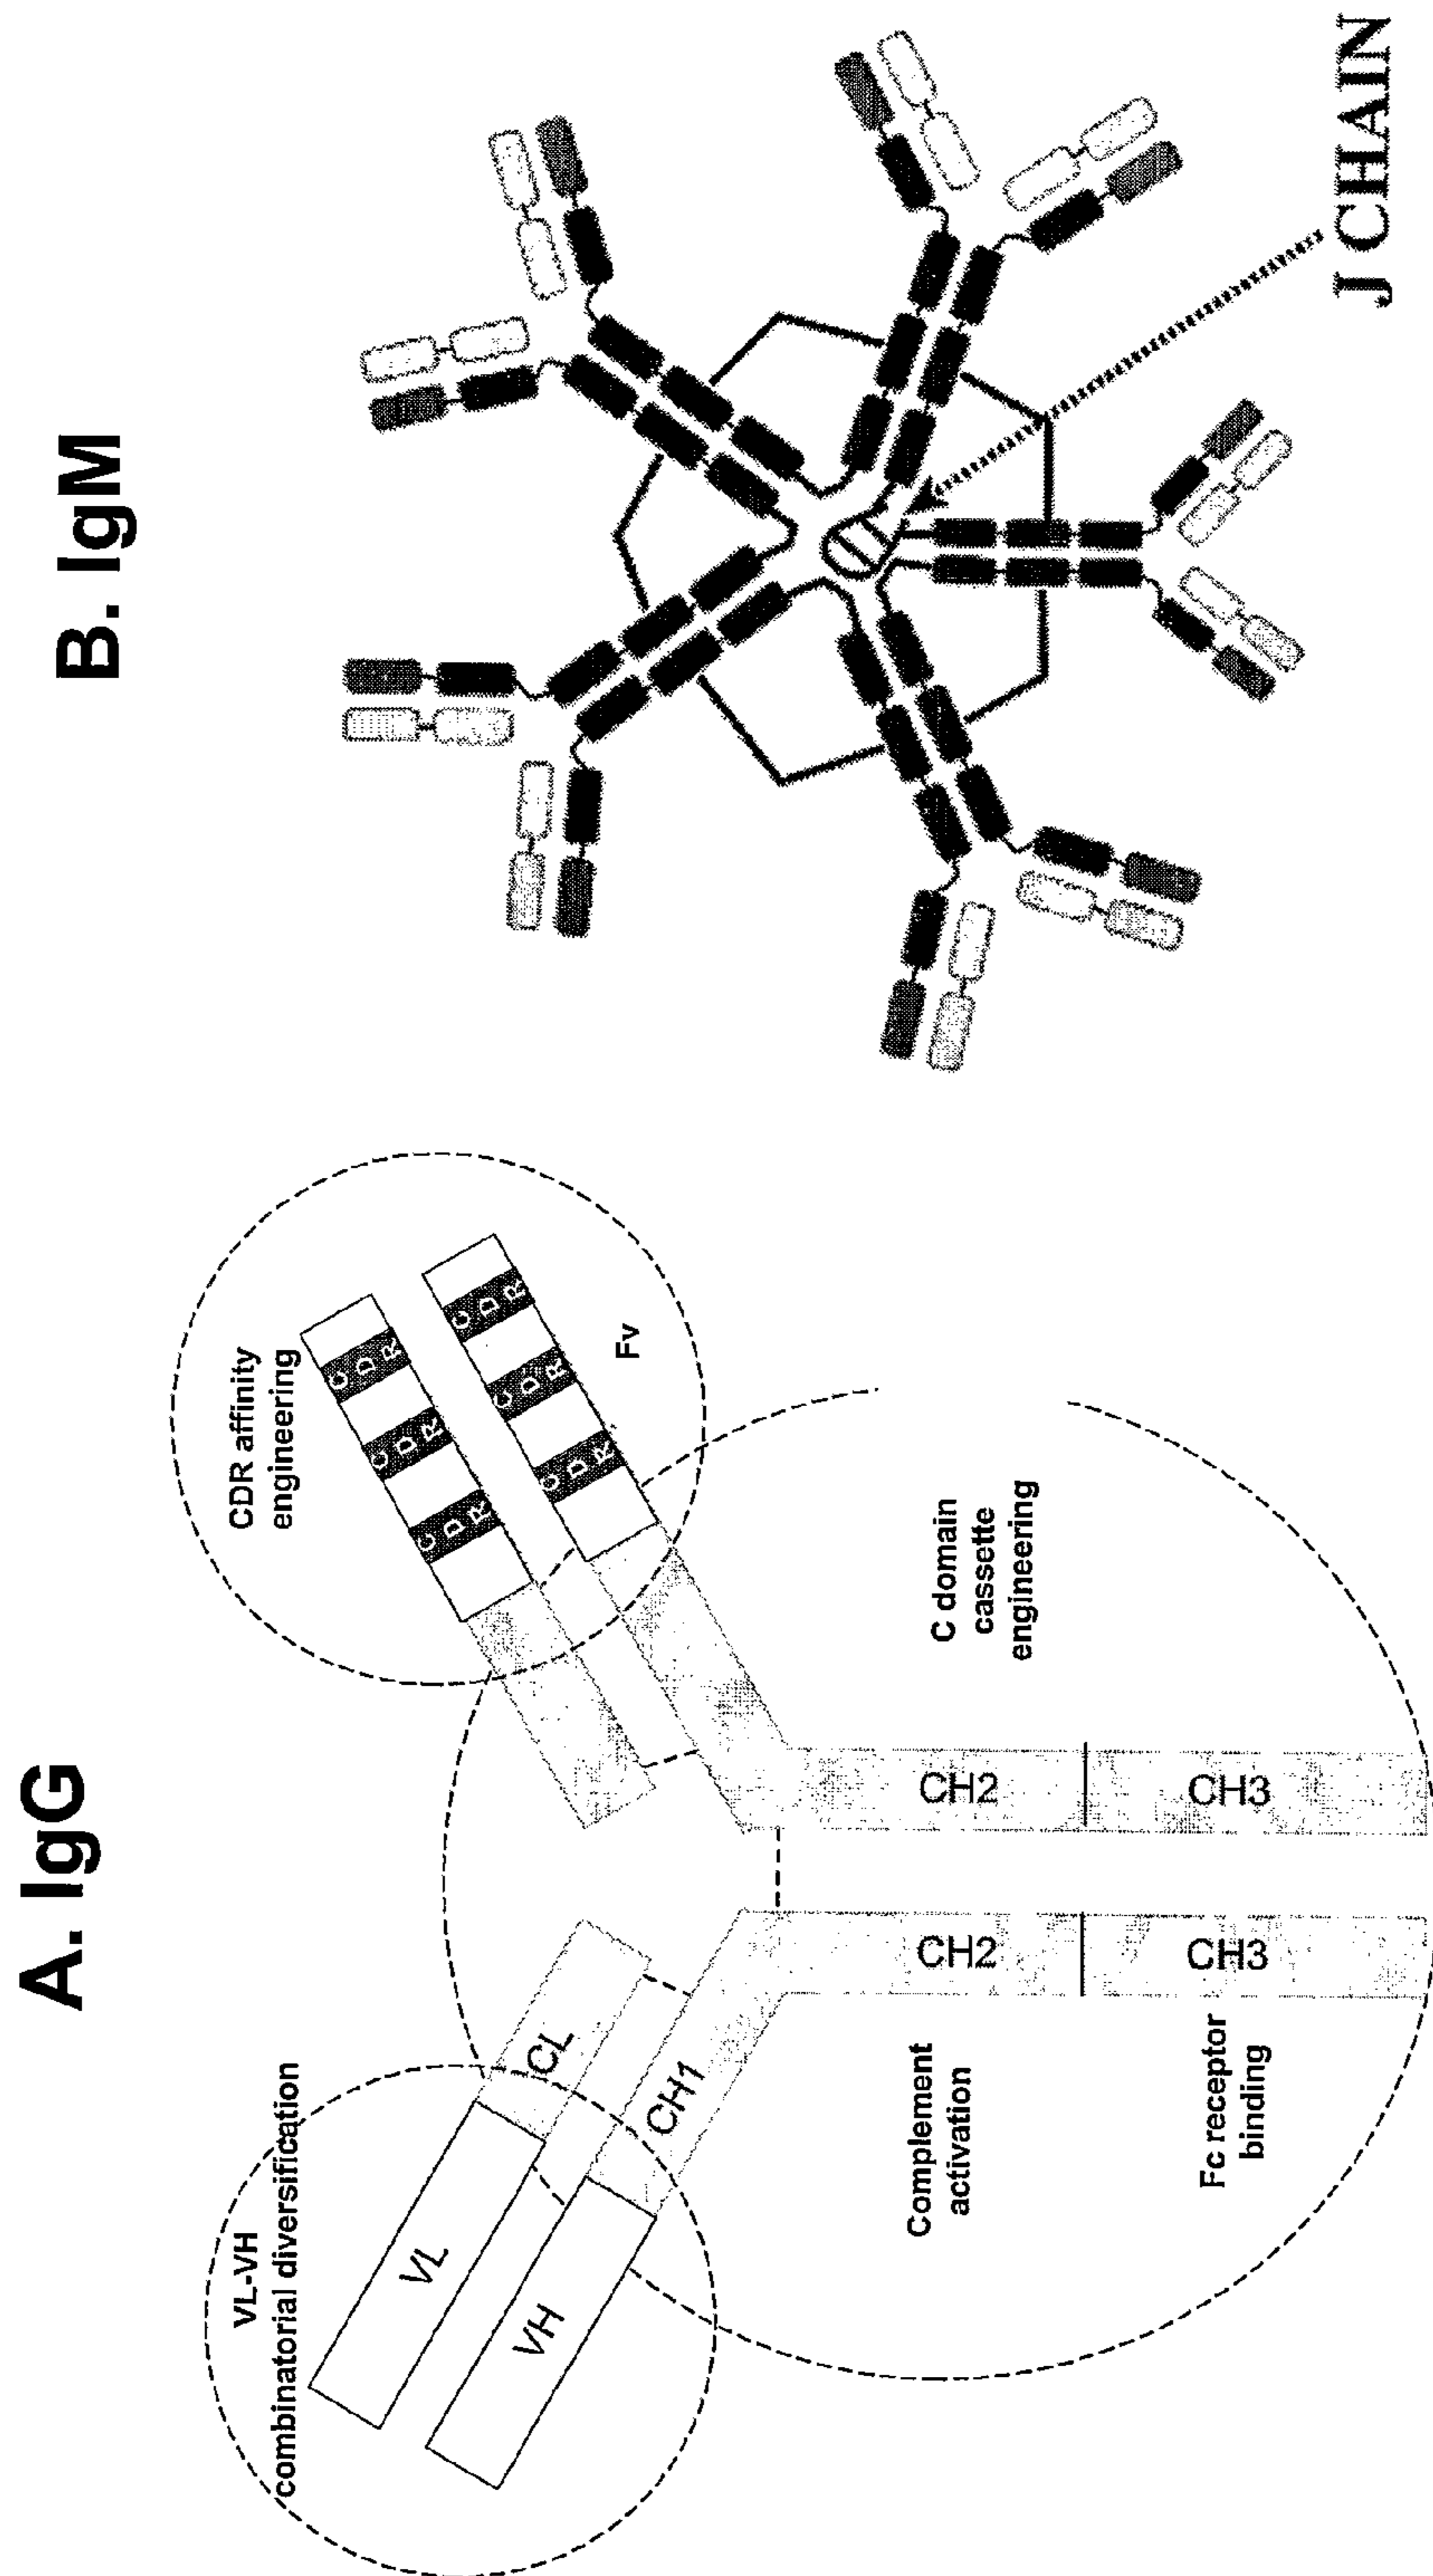 A. IgG
VL-VH
combinatorial diversification
CDR affinity
engineering
VL
VH
CL
CH1
CDR
CDR
CDR
CDR
CDR
CDR
Fv
Complement
activation
CH2
CH2
C domain
cassette
engineering
Fc receptor
binding
CH3
CH3
B. IgM
J CHAIN